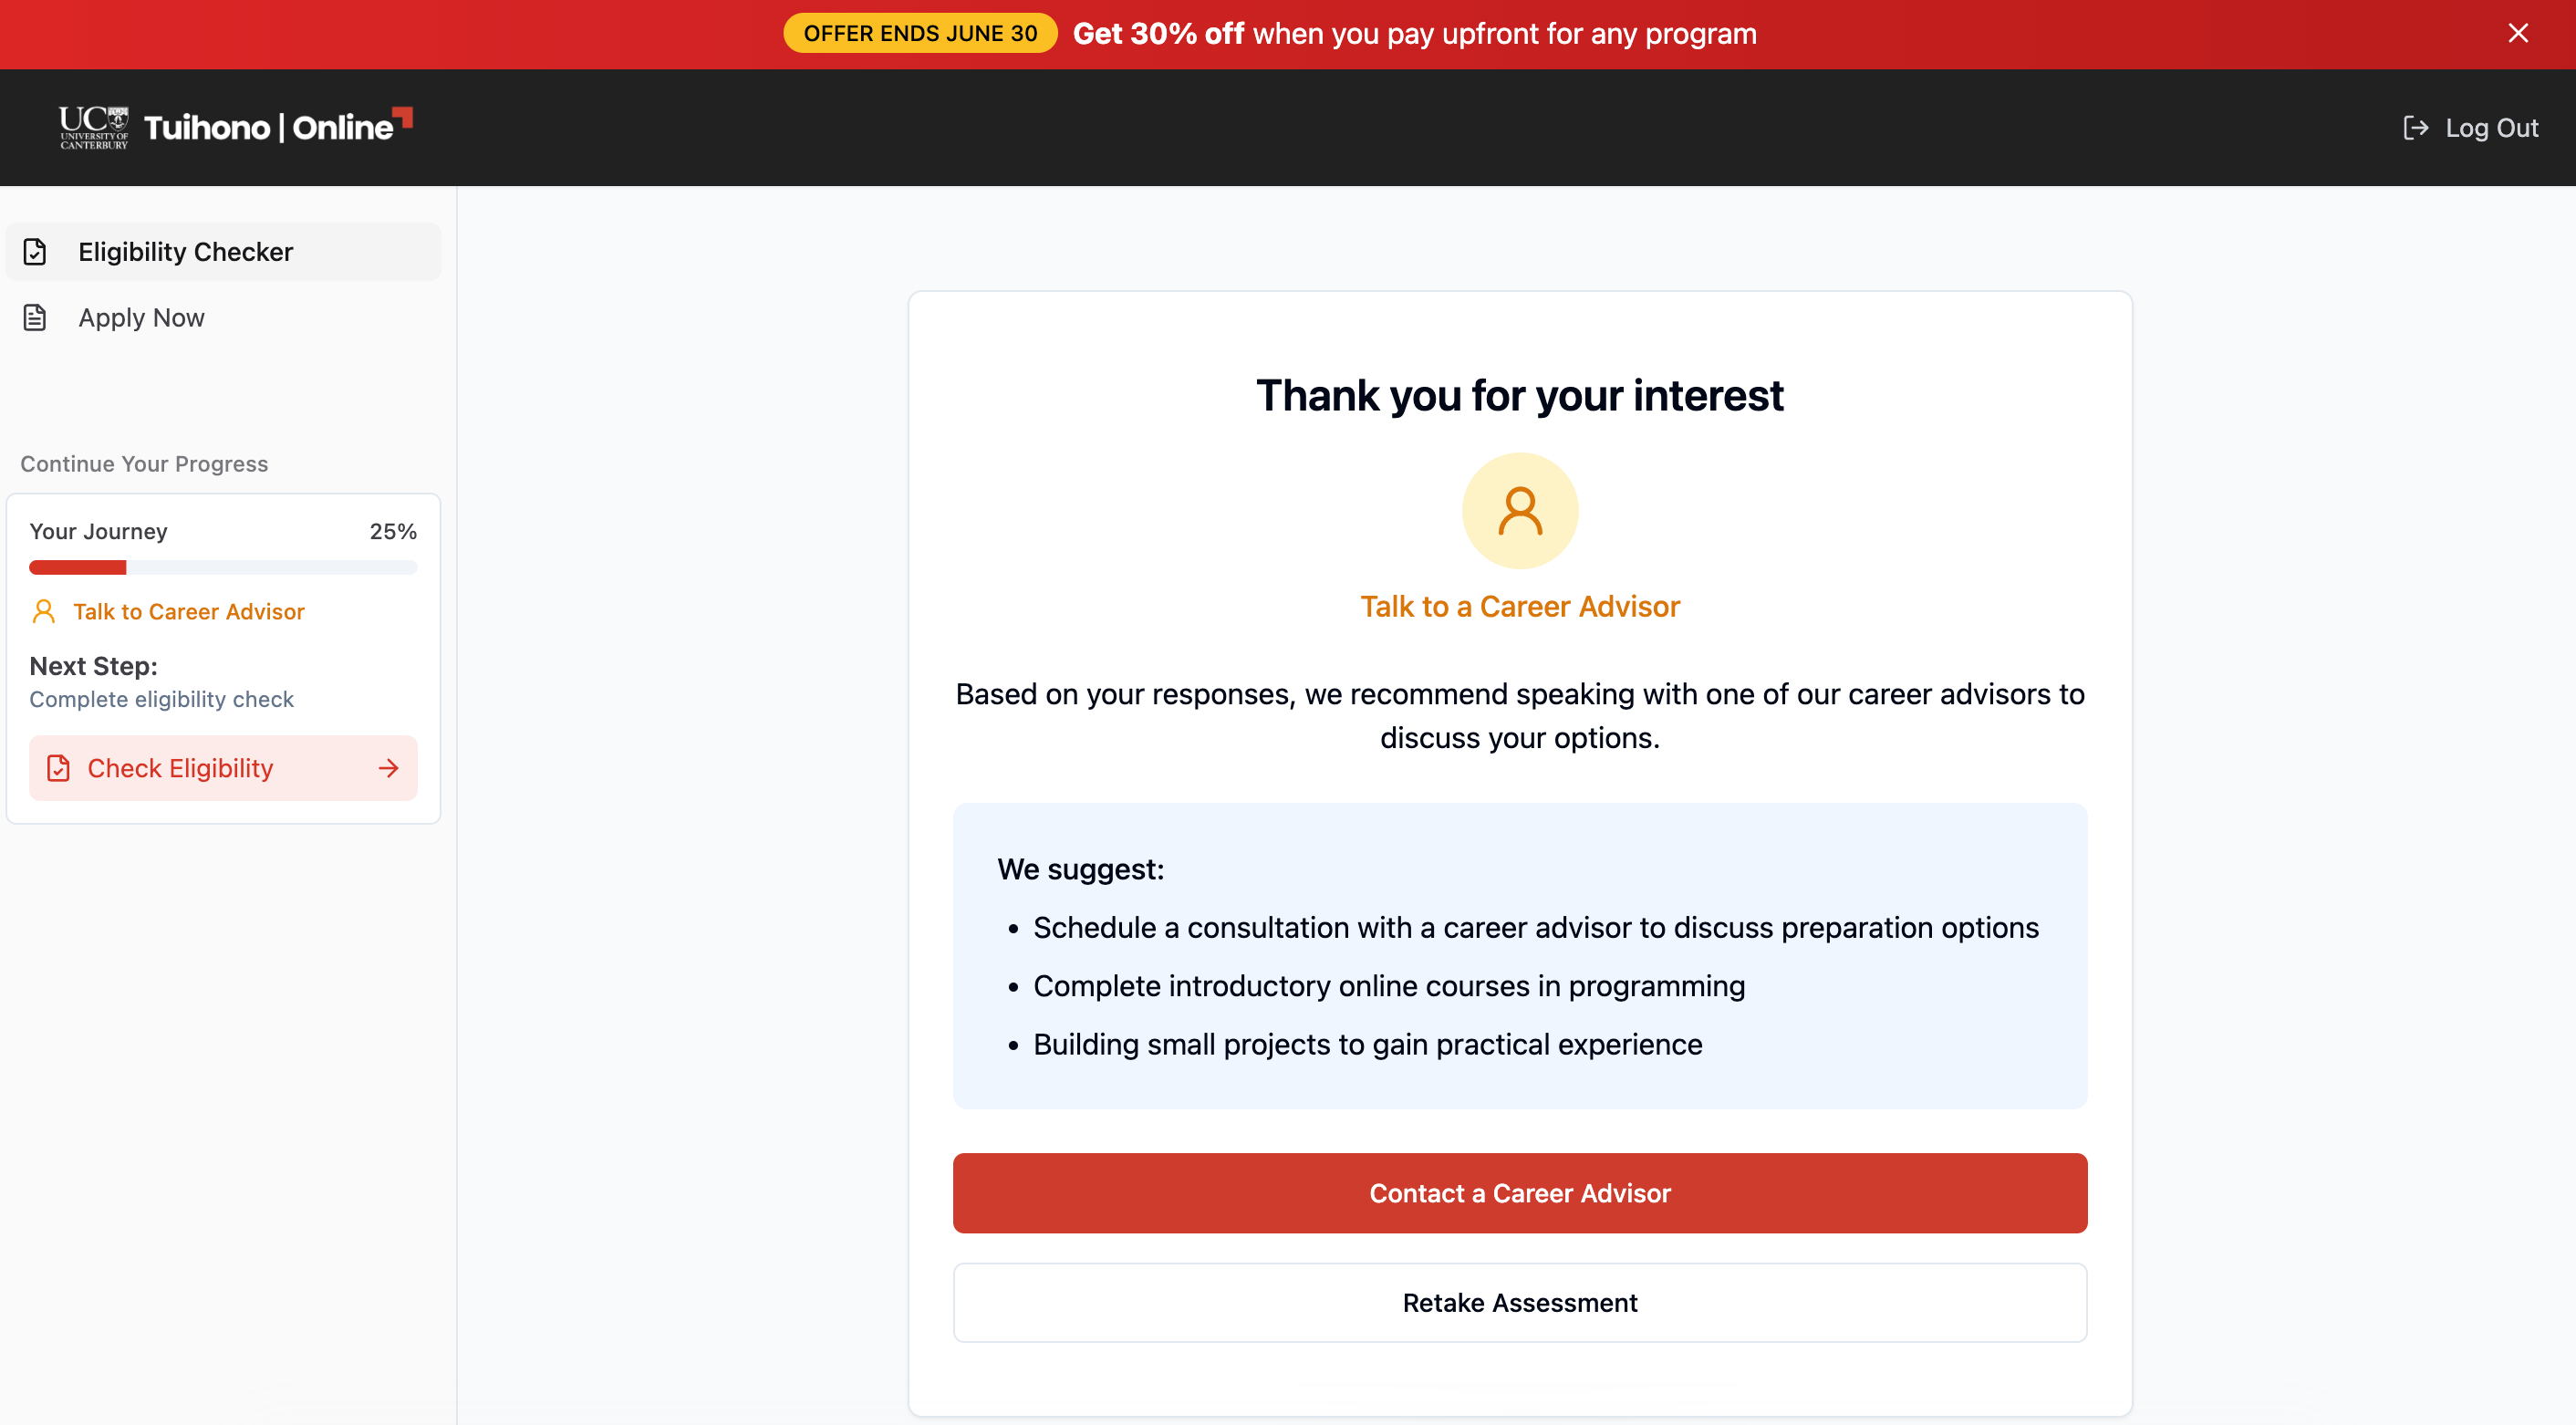 OFFER ENDS JUNE 30 Get 30% off when you pay upfront for any program
UC UNIVERSITY OF CANTERBURY Tuihono | Online
Log Out
Eligibility Checker
Apply Now
Continue Your Progress
Your Journey 25%
Talk to Career Advisor
Next Step:
Complete eligibility check
Check Eligibility
Thank you for your interest
Talk to a Career Advisor
Based on your responses, we recommend speaking with one of our career advisors to
discuss your options.
We suggest:
• Schedule a consultation with a career advisor to discuss preparation options
• Complete introductory online courses in programming
• Building small projects to gain practical experience
Contact a Career Advisor
Retake Assessment